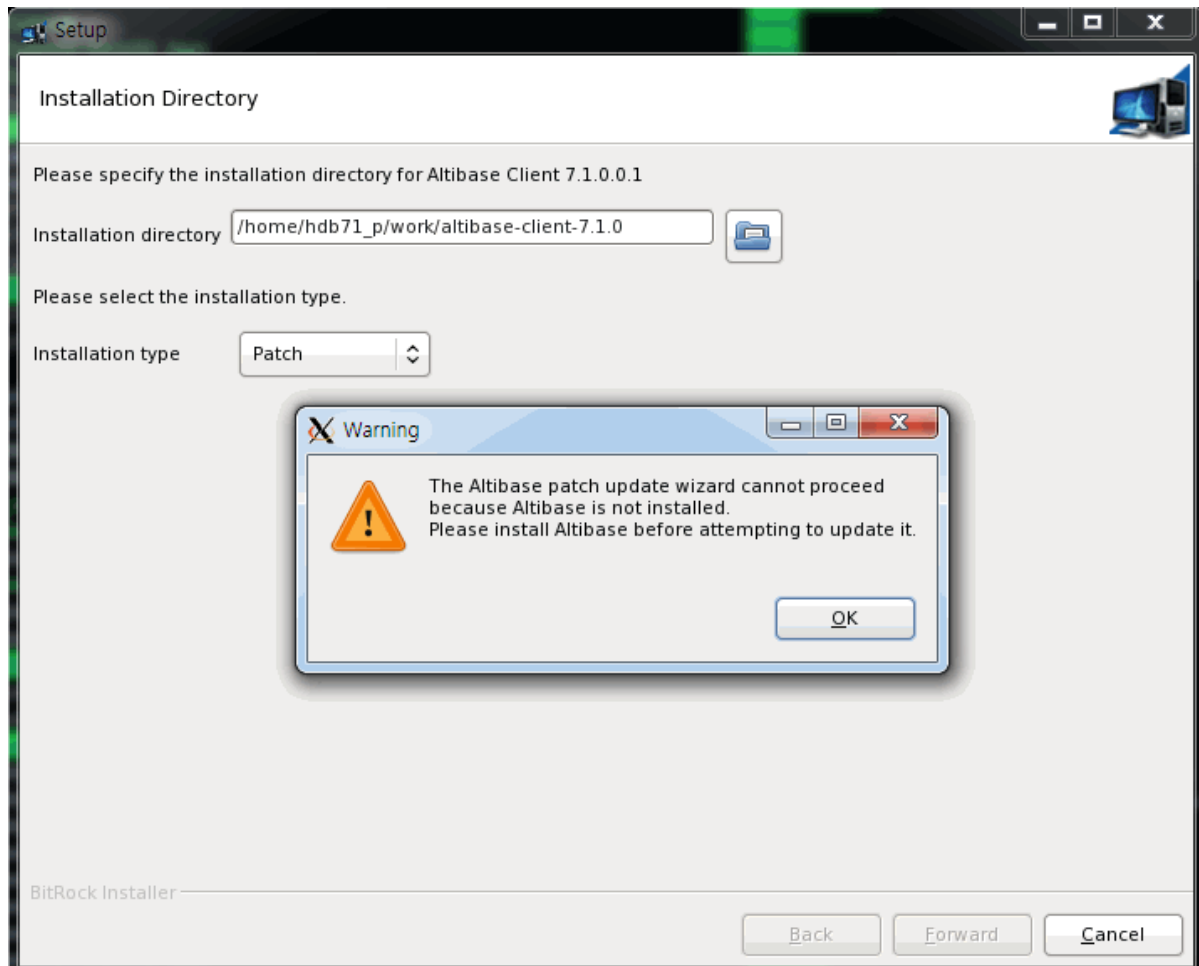 Setup
Installation Directory
Please specify the installation directory for Altibase Client 7.1.0.0.1
Installation directory /home/hdb71_p/work/altibase-client-7.1.0
Please select the installation type.
Installation type Patch
Warning
The Altibase patch update wizard cannot proceed
because Altibase is not installed.
Please install Altibase before attempting to update it.
OK
BitRock Installer
Back Forward Cancel